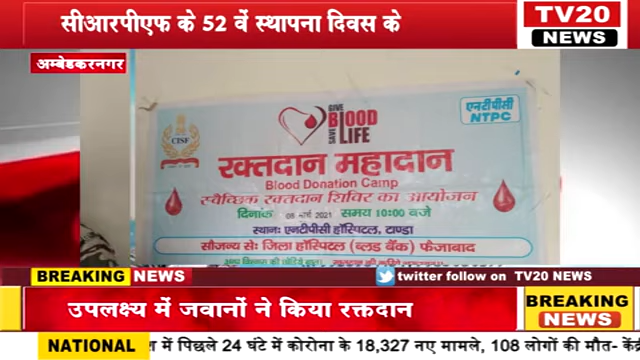 सीआरपीएफ के 52 वें स्थापना दिवस के
TV20
NEWS
अम्बेडकरनगर
GIVE
BLOOD
SAVE
LIFE
एनटीपीसी
NTPC
CISF
रक्तदान महादान
Blood Donation Camp
स्वैच्छिक रक्तदान शिविर का आयोजन
दिनांक 06 मार्च 2021 समय 10:00 बजे
स्थानः एनटीपीसी हॉस्पिटल, टाण्डा
सौजन्य से: जिला हॉस्पिटल (ब्लड बैंक) फैजाबाद
BREAKING NEWS
twitter follow on TV20 NEWS
उपलक्ष्य में जवानों ने किया रक्तदान
BREAKING
NEWS
NATIONAL
में पिछले 24 घंटे में कोरोना के 18,327 नए मामले, 108 लोगों की मौत- केंद्र